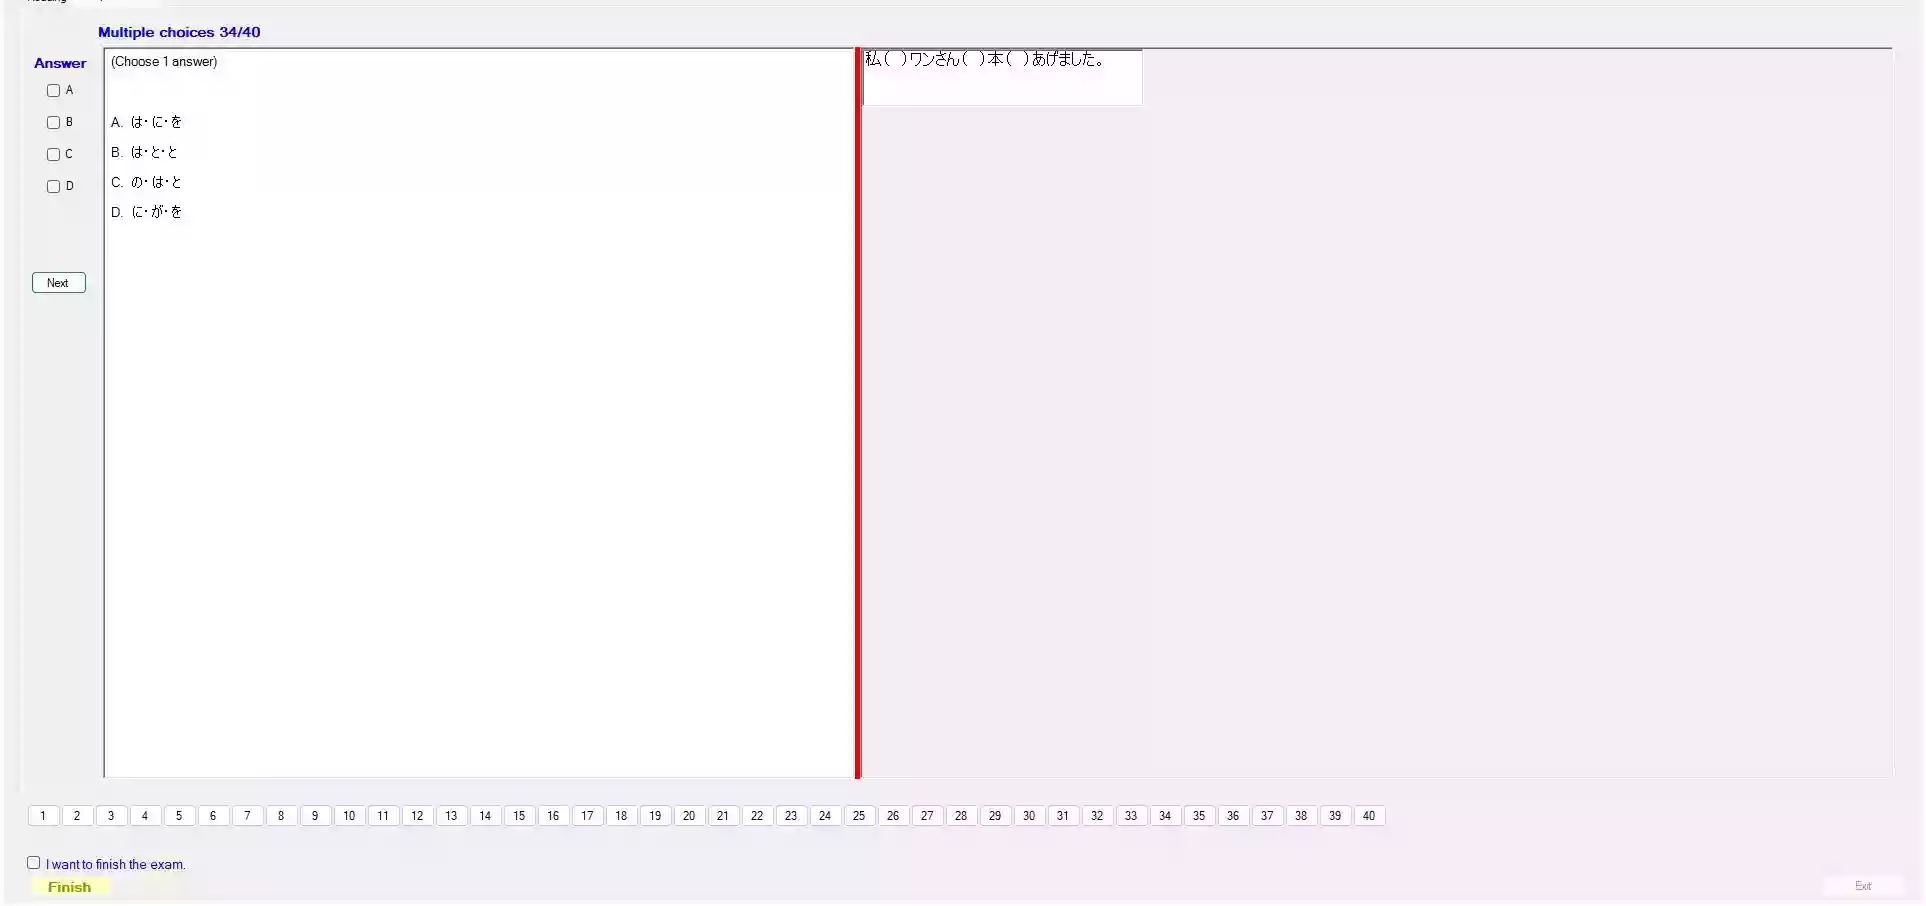 Multiple choices 34/40
Answer
A
B
C
D
Next
(Choose 1 answer)
A. は・に・を
B. は・と・と
C. の・は・と
D. に・が・を
私(  )ワンさん(  )本(  )あげました。
1 2 3 4 5 6 7 8 9 10 11 12 13 14 15 16 17 18 19 20 21 22 23 24 25 26 27 28 29 30 31 32 33 34 35 36 37 38 39 40
I want to finish the exam.
Finish
Exit